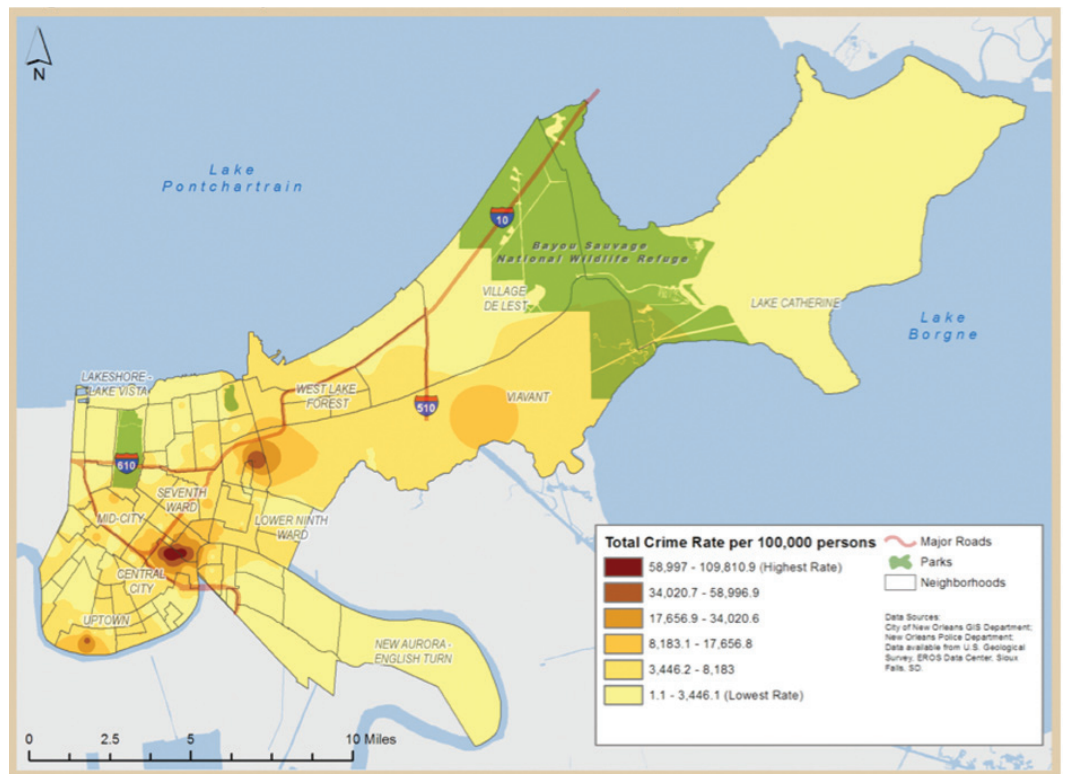 N
Lake
Pontchartrain
10
Bayou Sauvage
National Wildlife Refuge
VILLAGE
DE LEST
LAKE CATHERINE
Lake
Borgne
LAKESHORE -
LAKE VISTA
WEST LAKE
FOREST
510
VIAVANT
610
SEVENTH
WARD
MID-CITY
LOWER NINTH
WARD
CENTRAL
CITY
UPTOWN
NEW AURORA -
ENGLISH TURN
Total Crime Rate per 100,000 persons
58,997 - 109,810.9 (Highest Rate)
34,020.7 - 58,996.9
17,656.9 - 34,020.6
8,183.1 - 17,656.8
3,446.2 - 8,183
1.1 - 3,446.1 (Lowest Rate)
Major Roads
Parks
Neighborhoods
Data Sources:
City of New Orleans GIS Department;
New Orleans Police Department;
Data available from U.S. Geological
Survey, EROS Data Center, Sioux
Falls, SD.
0 2.5 5 10 Miles